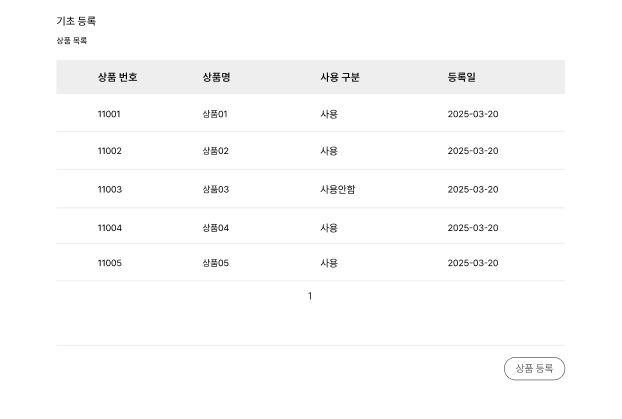 기초 등록
상품 목록
상품 번호 상품명 사용 구분 등록일
11001 상품01 사용 2025-03-20
11002 상품02 사용 2025-03-20
11003 상품03 사용안함 2025-03-20
11004 상품04 사용 2025-03-20
11005 상품05 사용 2025-03-20
1
상품 등록